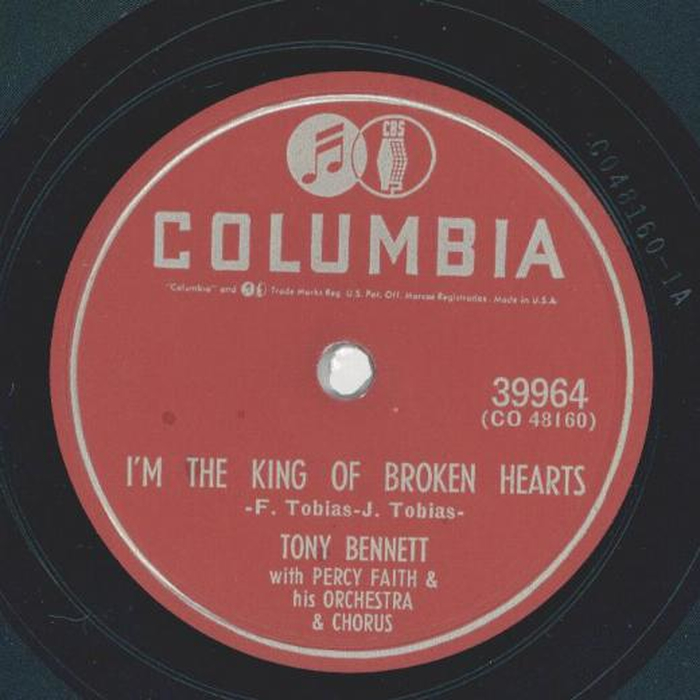 CBS
COLUMBIA
"Columbia" and Trade Marks Reg. U.S. Pat. Off. Marcas Registradas. Made in U.S.A.
39964
(CO 48160)
CO48160-1A
I'M THE KING OF BROKEN HEARTS
-F. Tobias-J. Tobias-
TONY BENNETT
with PERCY FAITH &
his ORCHESTRA
& CHORUS